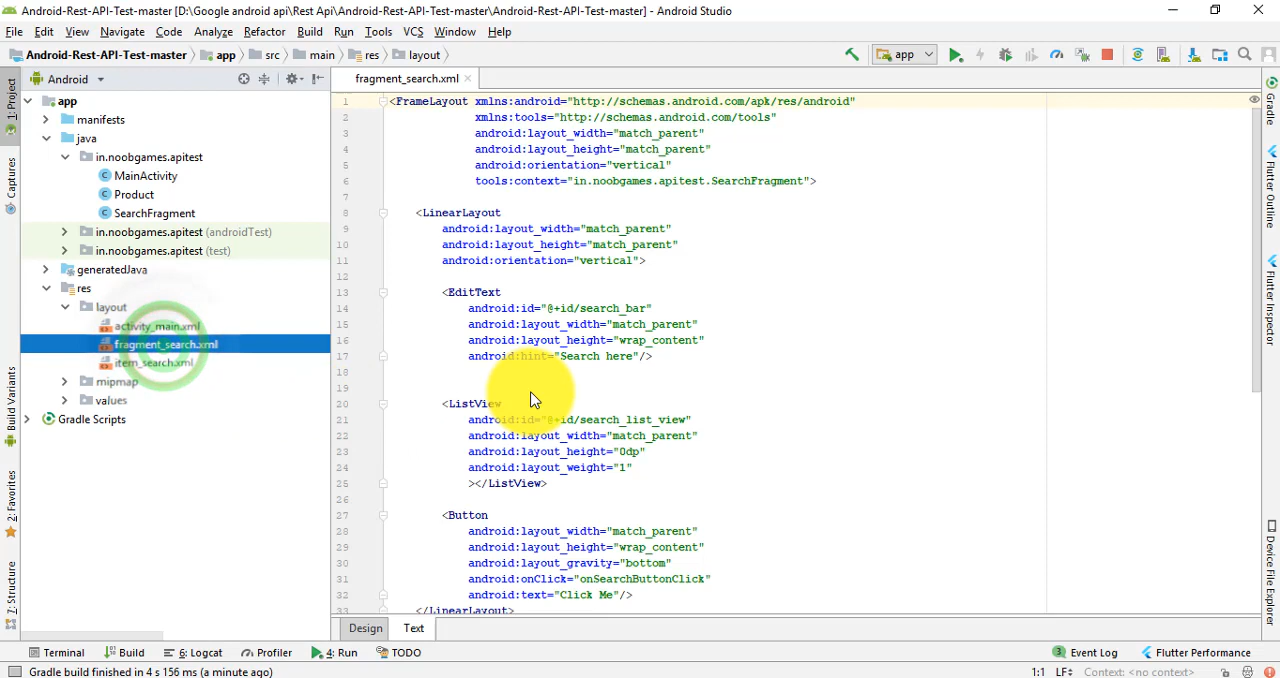 Android-Rest-API-Test-master [D:\Google android api\Rest Api\Android-Rest-API-Test-master\Android-Rest-API-Test-master] - Android Studio
File Edit View Navigate Code Analyze Refactor Build Run Tools VCS Window Help
Android-Rest-API-Test-master app src main res layout
app
Android
fragment_search.xml
1: Project
Captures
Build Variants
2: Favorites
7: Structure
app
manifests
java
in.noobgames.apitest
MainActivity
Product
SearchFragment
in.noobgames.apitest (androidTest)
in.noobgames.apitest (test)
generatedJava
res
layout
activity_main.xml
fragment_search.xml
item_search.xml
mipmap
values
Gradle Scripts
1 <FrameLayout xmlns:android="http://schemas.android.com/apk/res/android"
2 xmlns:tools="http://schemas.android.com/tools"
3 android:layout_width="match_parent"
4 android:layout_height="match_parent"
5 android:orientation="vertical"
6 tools:context="in.noobgames.apitest.SearchFragment">
7
8 <LinearLayout
9 android:layout_width="match_parent"
10 android:layout_height="match_parent"
11 android:orientation="vertical">
12
13 <EditText
14 android:id="@+id/search_bar"
15 android:layout_width="match_parent"
16 android:layout_height="wrap_content"
17 android:hint="Search here"/>
18
19
20 <ListView
21 android:id="@+id/search_list_view"
22 android:layout_width="match_parent"
23 android:layout_height="0dp"
24 android:layout_weight="1"
25 ></ListView>
26
27 <Button
28 android:layout_width="match_parent"
29 android:layout_height="wrap_content"
30 android:layout_gravity="bottom"
31 android:onClick="onSearchButtonClick"
32 android:text="Click Me"/>
33 </LinearLayout>
Gradle
Flutter Outline
Flutter Inspector
Device File Explorer
Design Text
Terminal Build 6: Logcat Profiler 4: Run TODO 3 Event Log Flutter Performance
Gradle build finished in 4 s 156 ms (a minute ago) 1:1 LF Context: <no context>